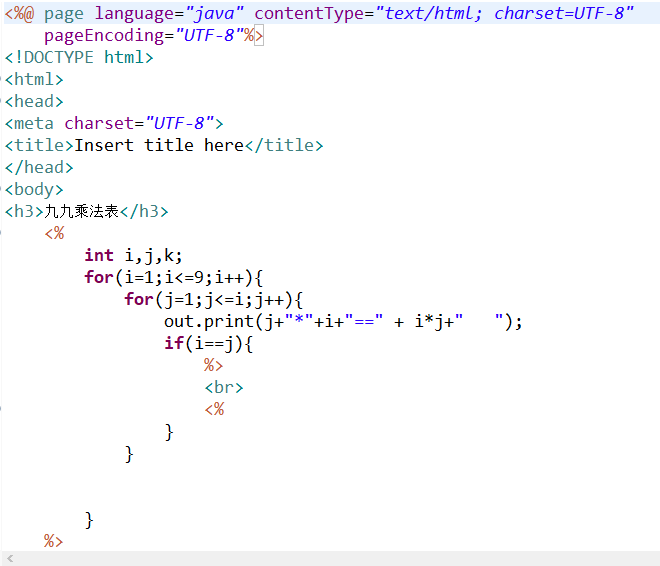 <%@ page language="java" contentType="text/html; charset=UTF-8"
    pageEncoding="UTF-8"%>
<!DOCTYPE html>
<html>
<head>
<meta charset="UTF-8">
<title>Insert title here</title>
</head>
<body>
<h3>九九乘法表</h3>
    <%
        int i,j,k;
        for(i=1;i<=9;i++){
            for(j=1;j<=i;j++){
                out.print(j+"*"+i+"==" + i*j+"   ");
                if(i==j){
                    %>
                    <br>
                    <%
                }
            }
        }
    %>